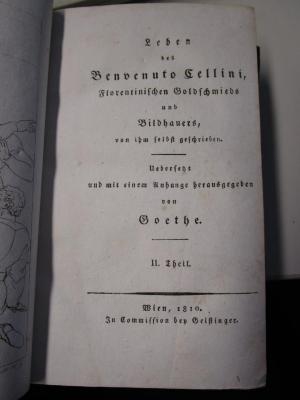 Leben
des
Benvenuto Cellini,
Florentinischen Goldschmieds
und
Bildhauers,
von ihm selbst geschrieben.
Uebersetzt
und mit einem Anhange herausgegeben
von
Goethe.
II. Theil.
Wien, 1810.
In Commission bey Geistinger.